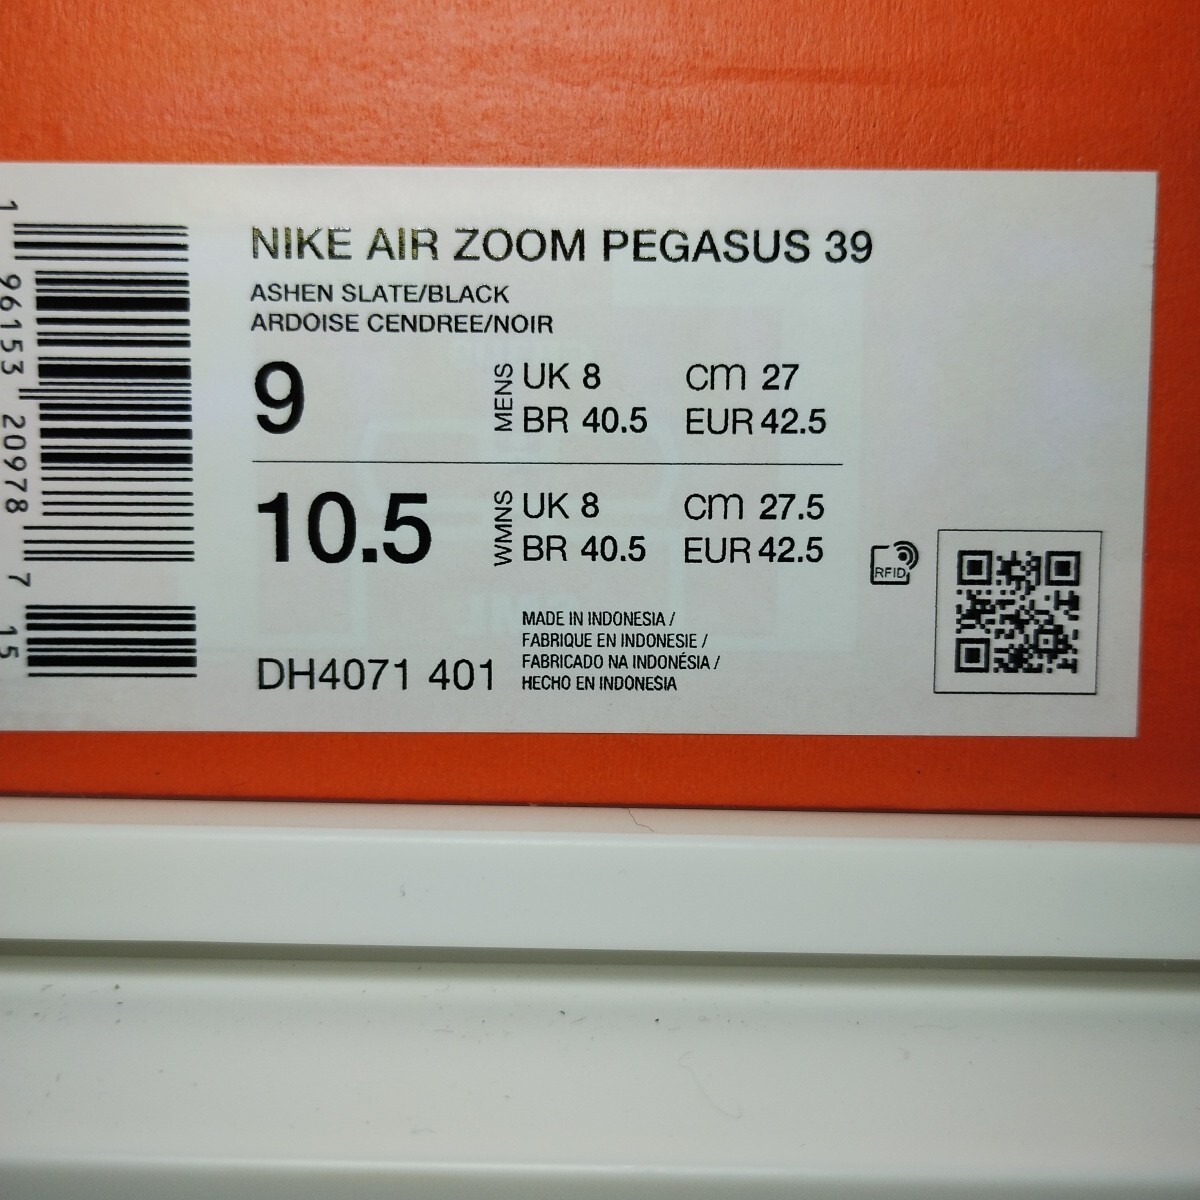 NIKE AIR ZOOM PEGASUS 39
ASHEN SLATE/BLACK
ARDOISE CENDREE/NOIR
9
MENS
UK 8 cm 27
BR 40.5 EUR 42.5
10.5
WMNS
UK 8 cm 27.5
BR 40.5 EUR 42.5
RFID
DH4071 401
MADE IN INDONESIA /
FABRIQUE EN INDONESIE /
FABRICADO NA INDONÉSIA /
HECHO EN INDONESIA
1 96153 20978 7 15